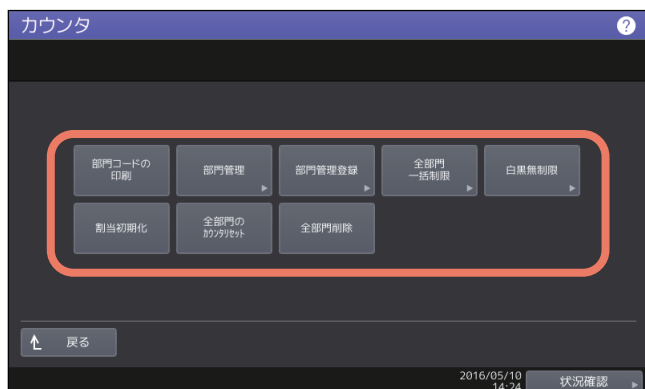 カウンタ
?
部門コードの
印刷
部門管理
部門管理登録
全部門
一括制限
白黒無制限
割当初期化
全部門の
カウンタリセット
全部門削除
戻る
2016/05/10
14:24
状況確認